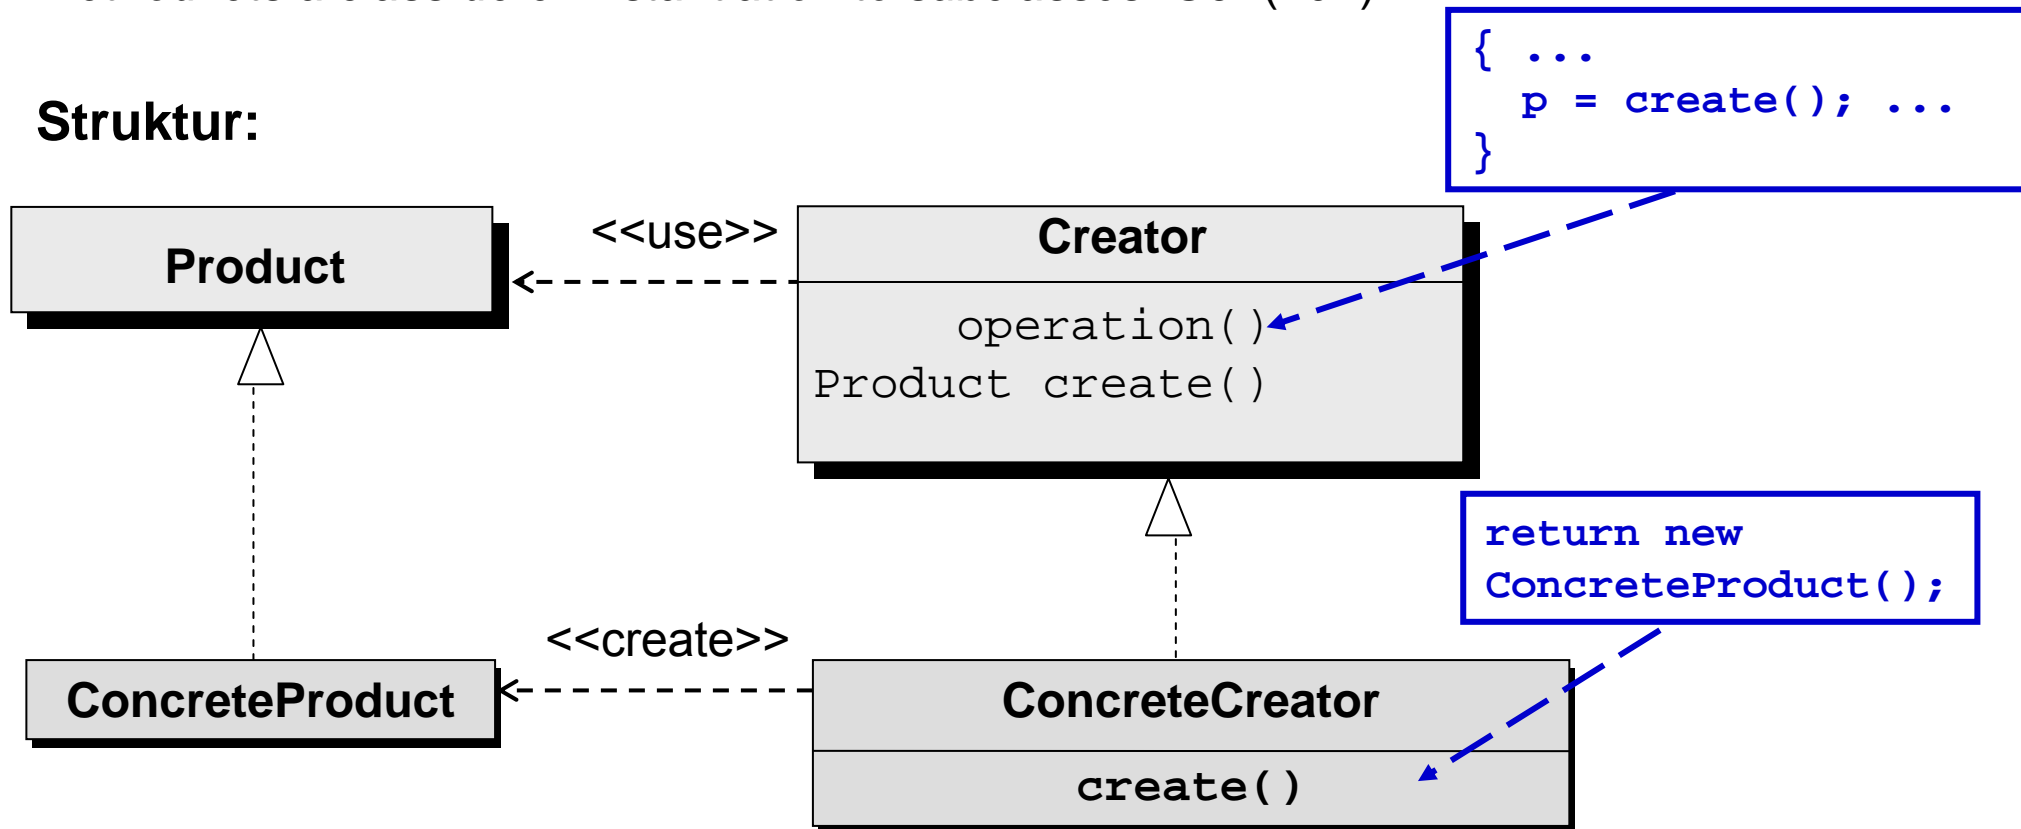 { ...
p = create(); ...
}
Struktur:
<<use>>
Product
Creator
operation()
Product create()
return new
ConcreteProduct();
<<create>>
ConcreteProduct
ConcreteCreator
create()